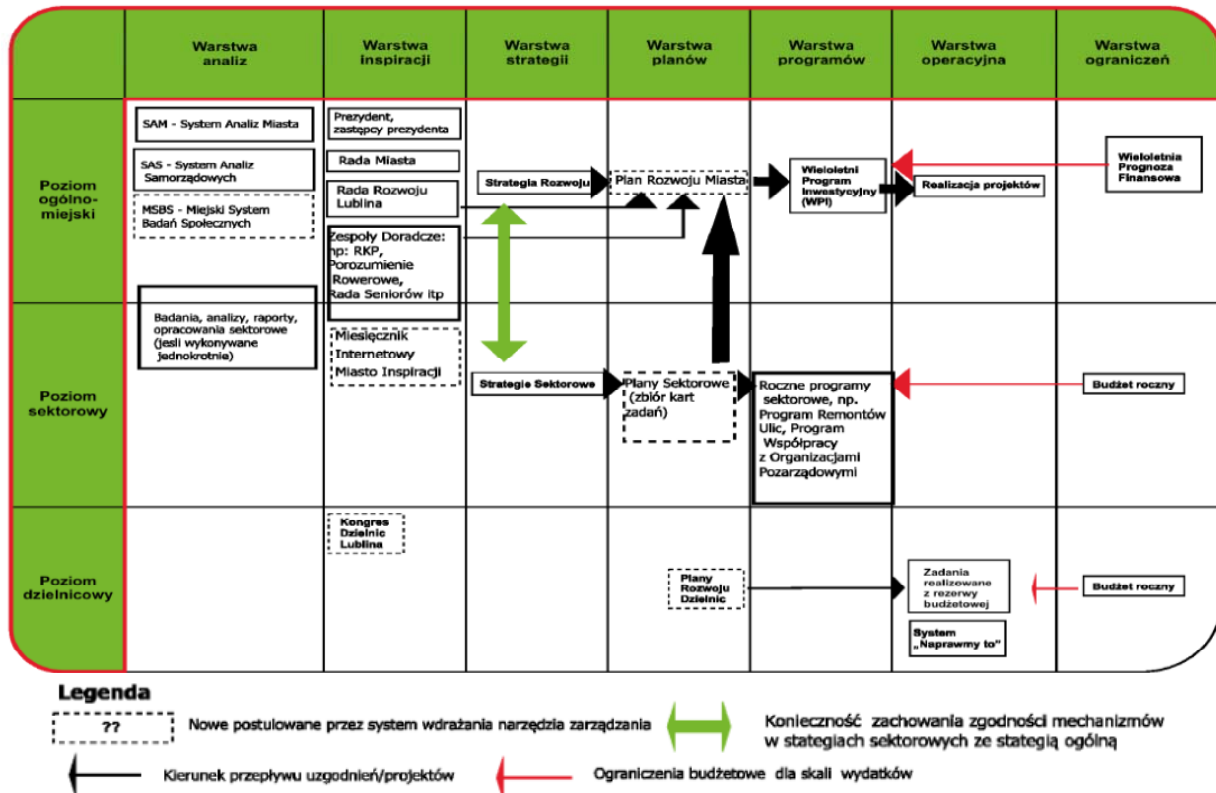 Warstwa
analiz
Warstwa
inspiracji
Warstwa
strategii
Warstwa
planów
Warstwa
programów
Warstwa
operacyjna
Warstwa
ograniczeń
Poziom
ogólno-
miejski
SAM - System Analiz Miasta
SAS - System Analiz
Samorządowych
MSBS - Miejski System
Badań Społecznych
Prezydent,
zastępcy prezydenta
Rada Miasta
Rada Rozwoju
Lublina
Zespoły Doradcze:
np: RKP,
Porozumienie
Rowerowe,
Rada Seniorów itp
Strategia Rozwoju
Plan Rozwoju Miasta
Wieloletni
Program
Inwestycyjny
(WPI)
Realizacja projektów
Wieloletnia
Prognoza
Finansowa
Poziom
sektorowy
Badania, analizy, raporty,
opracowania sektorowe
(jesli wykonywane
jednokrotnie)
Miesięcznik
Internetowy
Miasto Inspiracji
Strategie Sektorowe
Plany Sektorowe
(zbiór kart
zadań)
Roczne programy
sektorowe, np.
Program Remontów
Ulic, Program
Współpracy
z Organizacjami
Pozarządowymi
Budżet roczny
Poziom
dzielnicowy
Kongres
Dzielnic
Lublina
Plany
Rozwoju
Dzielnic
Zadania
realizowane
z rezerwy
budżetowej
System
„Naprawmy to”
Budżet roczny
Legenda
??
Nowe postulowane przez system wdrażania narzędzia zarządzania
Konieczność zachowania zgodności mechanizmów
w stategiach sektorowych ze stategią ogólną
Kierunek przepływu uzgodnień/projektów
Ograniczenia budżetowe dla skali wydatków